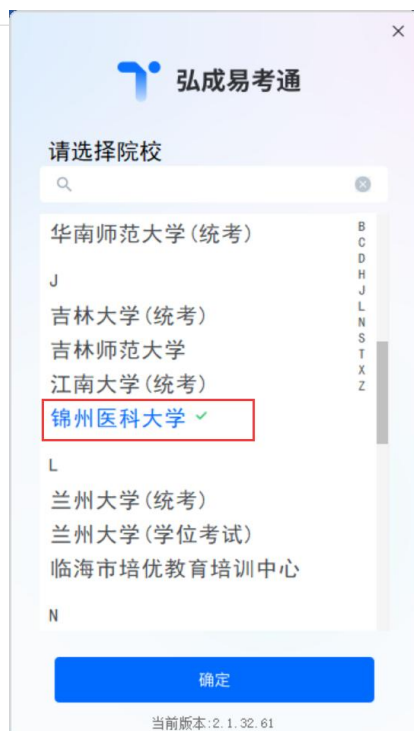 弘成易考通
请选择院校
华南师范大学(统考)
J
吉林大学(统考)
吉林师范大学
江南大学(统考)
锦州医科大学
L
兰州大学(统考)
兰州大学(学位考试)
临海市培优教育培训中心
N
B
C
D
H
J
L
N
S
T
X
Z
确定
当前版本:2.1.32.61